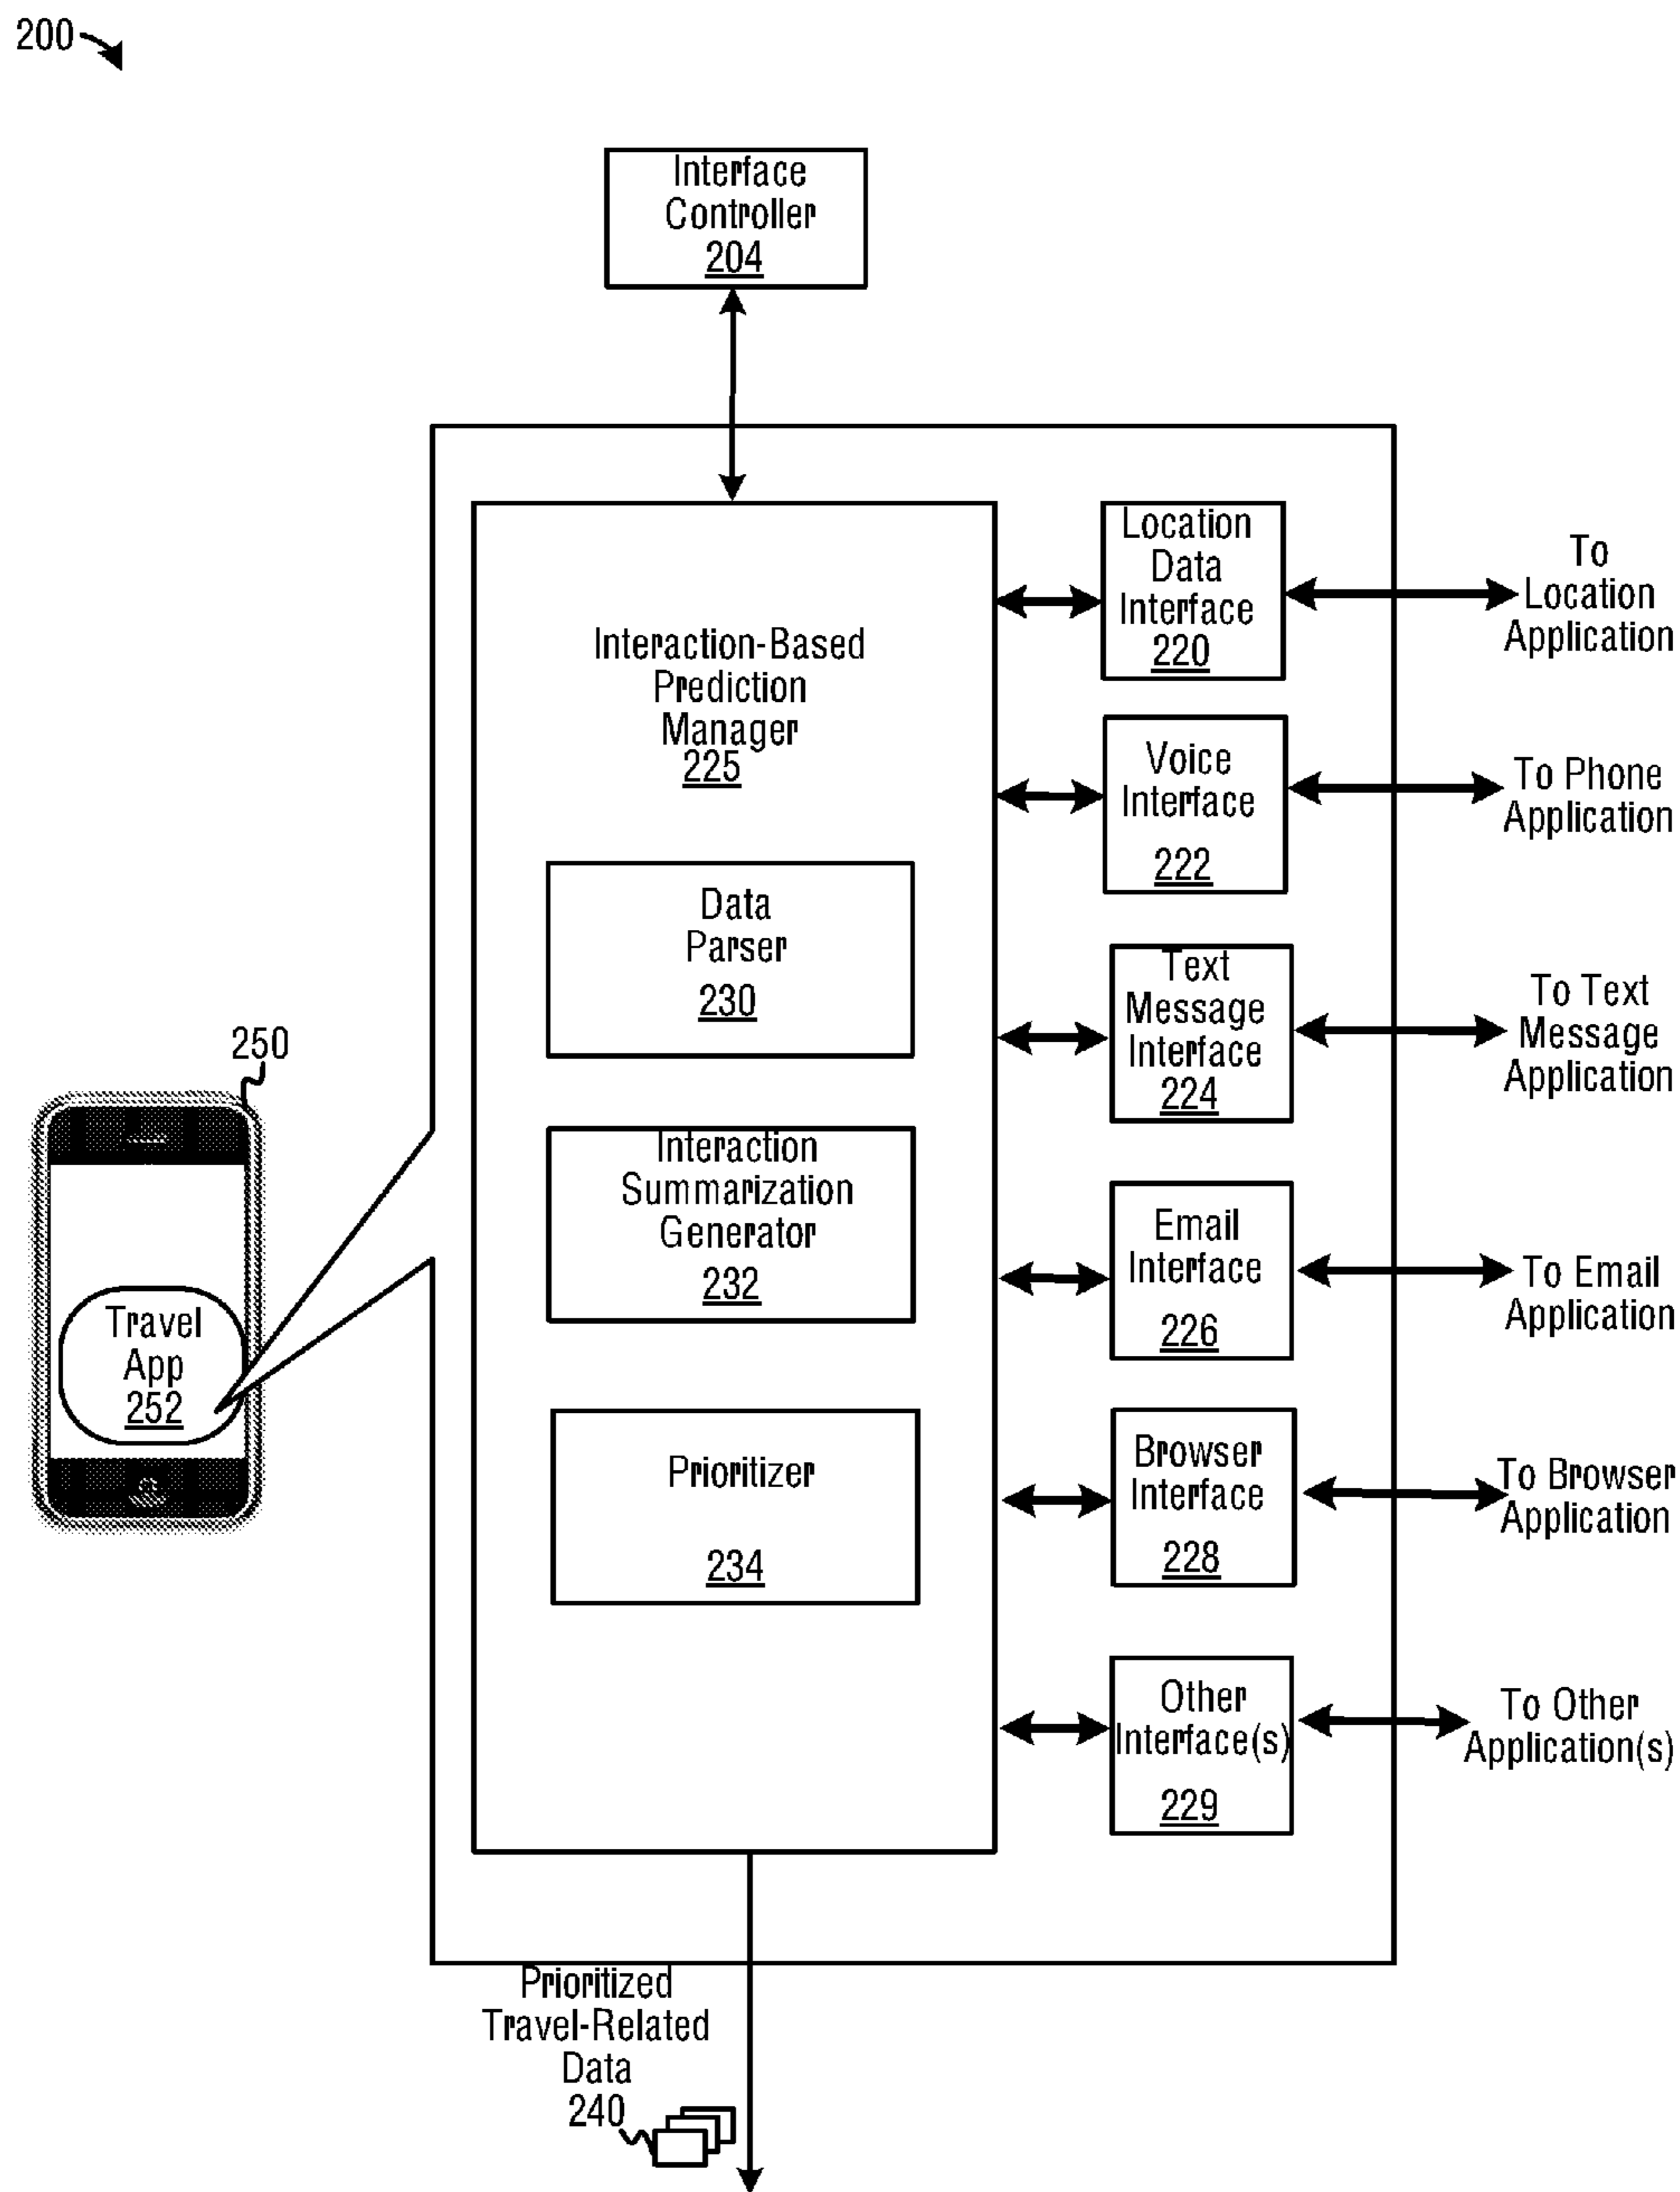 200
Interface
Controller
204
Interaction-Based
Prediction
Manager
225
Data
Parser
230
Interaction
Summarization
Generator
232
Prioritizer
234
Location
Data
Interface
220
To
Location
Application
Voice
Interface
222
To Phone
Application
Text
Message
Interface
224
To Text
Message
Application
Email
Interface
226
To Email
Application
Browser
Interface
228
To Browser
Application
Other
Interface(s)
229
To Other
Application(s)
250
Travel
App
252
Prioritized
Travel-Related
Data
240